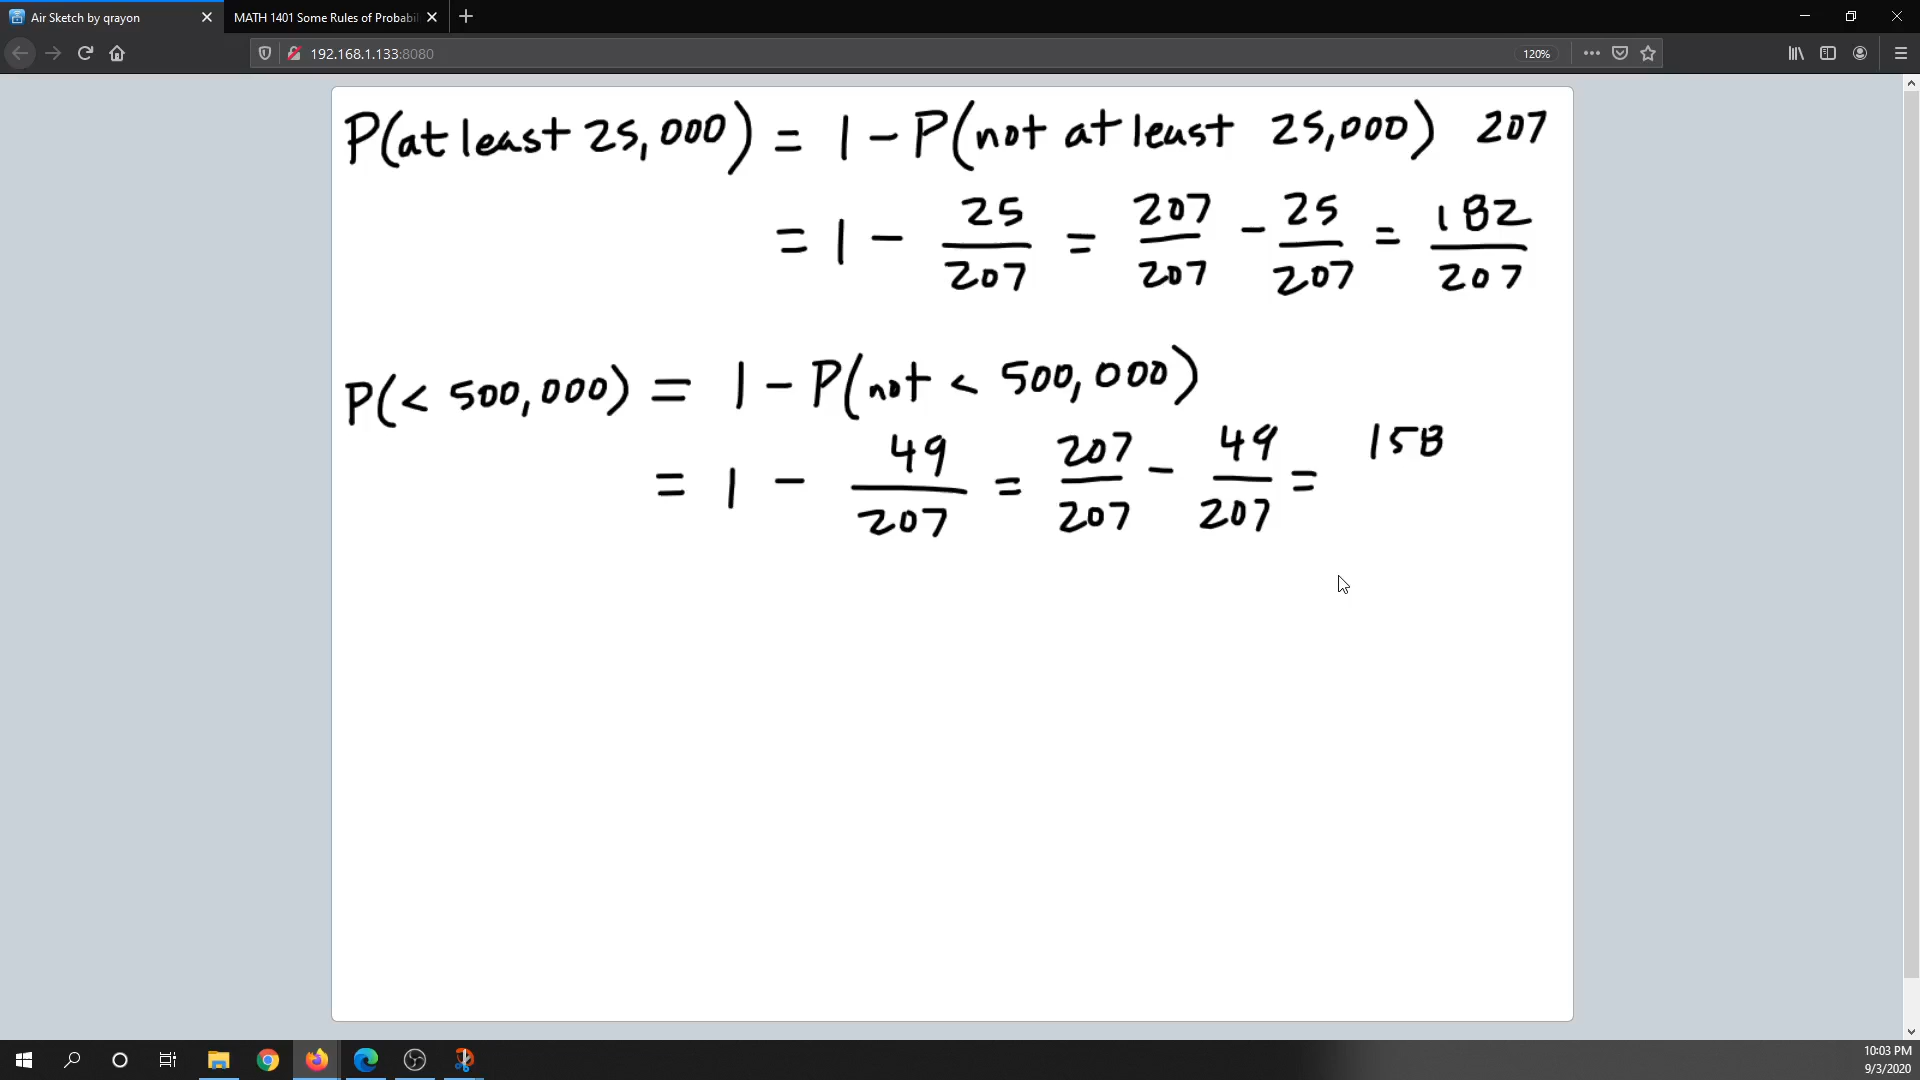 Air Sketch by qrayon
MATH 1401 Some Rules of Probabil
192.168.1.133:8080
120%
P(at least 25,000) = 1 - P(not at least 25,000) 207
= 1 - 25/207 = 207/207 - 25/207 = 182/207
P(< 500,000) = 1 - P(not < 500,000)
= 1 - 49/207 = 207/207 - 49/207 = 158
10:03 PM
9/3/2020